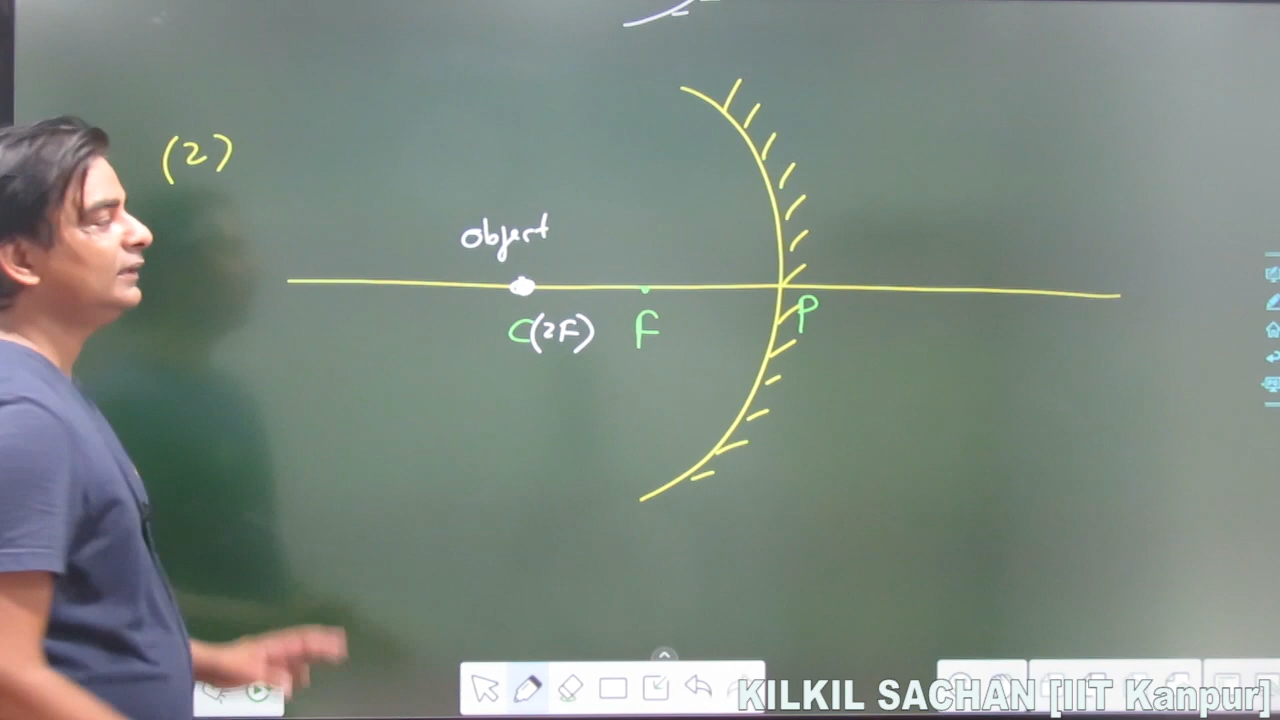 (2)
object
C(2F) F P
KILKIL SACHAN [IIT Kanpur]